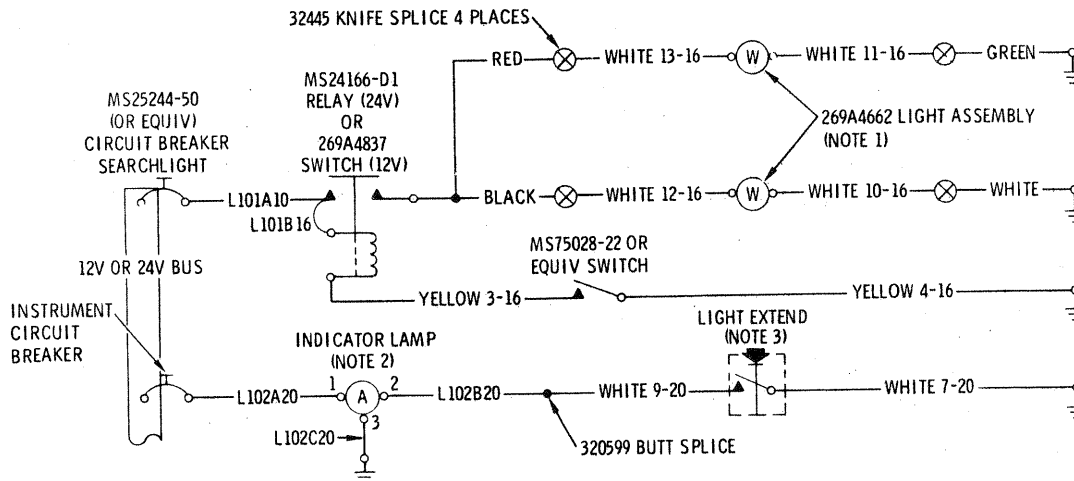 32445 KNIFE SPLICE 4 PLACES
RED
WHITE 13-16
W
WHITE 11-16
GREEN
MS24166-D1
RELAY (24V)
OR
269A4837
SWITCH (12V)
MS25244-50
(OR EQUIV)
CIRCUIT BREAKER
SEARCHLIGHT
269A4662 LIGHT ASSEMBLY
(NOTE 1)
L101A10
BLACK
WHITE 12-16
W
WHITE 10-16
WHITE
L101B16
MS75028-22 OR
EQUIV SWITCH
12V OR 24V BUS
YELLOW 3-16
YELLOW 4-16
INSTRUMENT
CIRCUIT
BREAKER
INDICATOR LAMP
(NOTE 2)
LIGHT EXTEND
(NOTE 3)
L102A20
1
A
2
L102B20
WHITE 9-20
WHITE 7-20
3
L102C20
320599 BUTT SPLICE